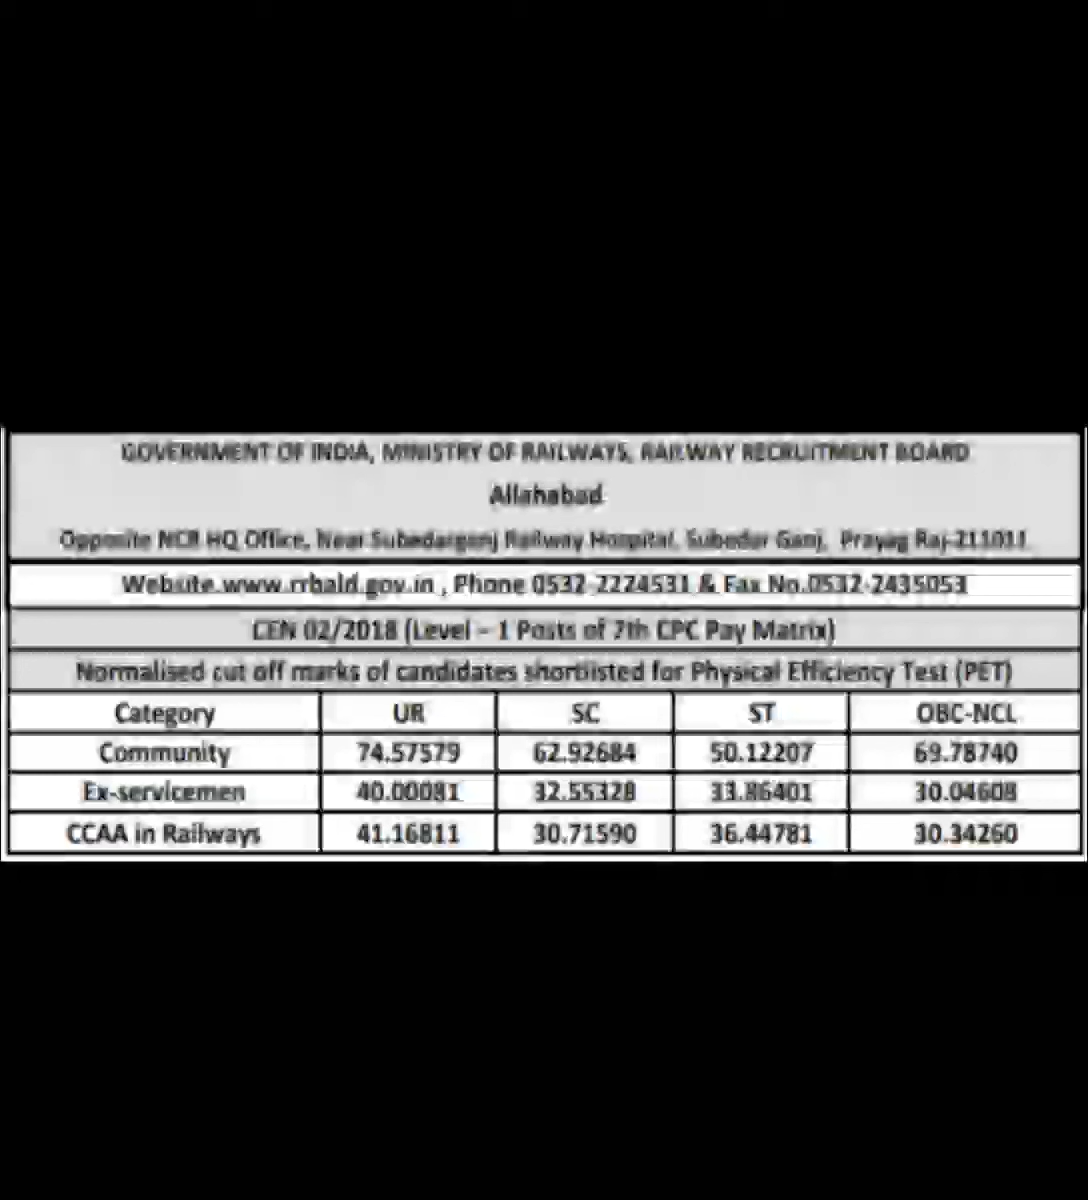 GOVERNMENT OF INDIA, MINISTRY OF RAILWAYS, RAILWAY RECRUITMENT BOARD
Allahabad
Opposite NCR HQ Office, Near Subedarganj Railway Hospital, Subedar Ganj, Prayag Raj-211011
Website.www.rrbald.gov.in , Phone 0532-2224531 & Fax No.0532-2435053
CEN 02/2018 (Level – 1 Posts of 7th CPC Pay Matrix)
Normalised cut off marks of candidates shortlisted for Physical Efficiency Test (PET)
Category UR SC ST OBC-NCL
Community 74.57579 62.92684 50.12207 69.78740
Ex-servicemen 40.00081 32.55328 33.86401 30.04608
CCAA in Railways 41.16811 30.71590 36.44781 30.34260